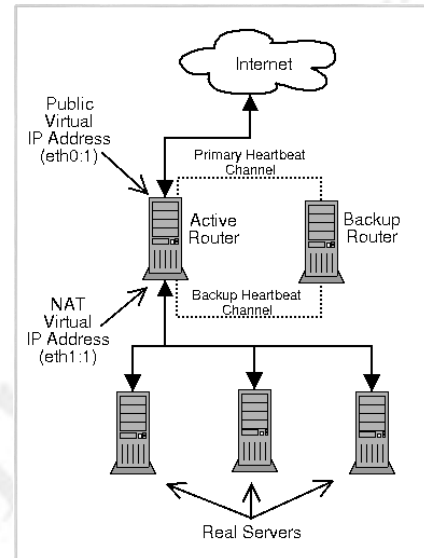 Internet
Public
Virtual
IP Address
(eth0:1)
Primary Heartbeat
Channel
Active
Router
Backup
Router
NAT
Virtual
IP Address
(eth1:1)
Backup Heartbeat
Channel
Real Servers